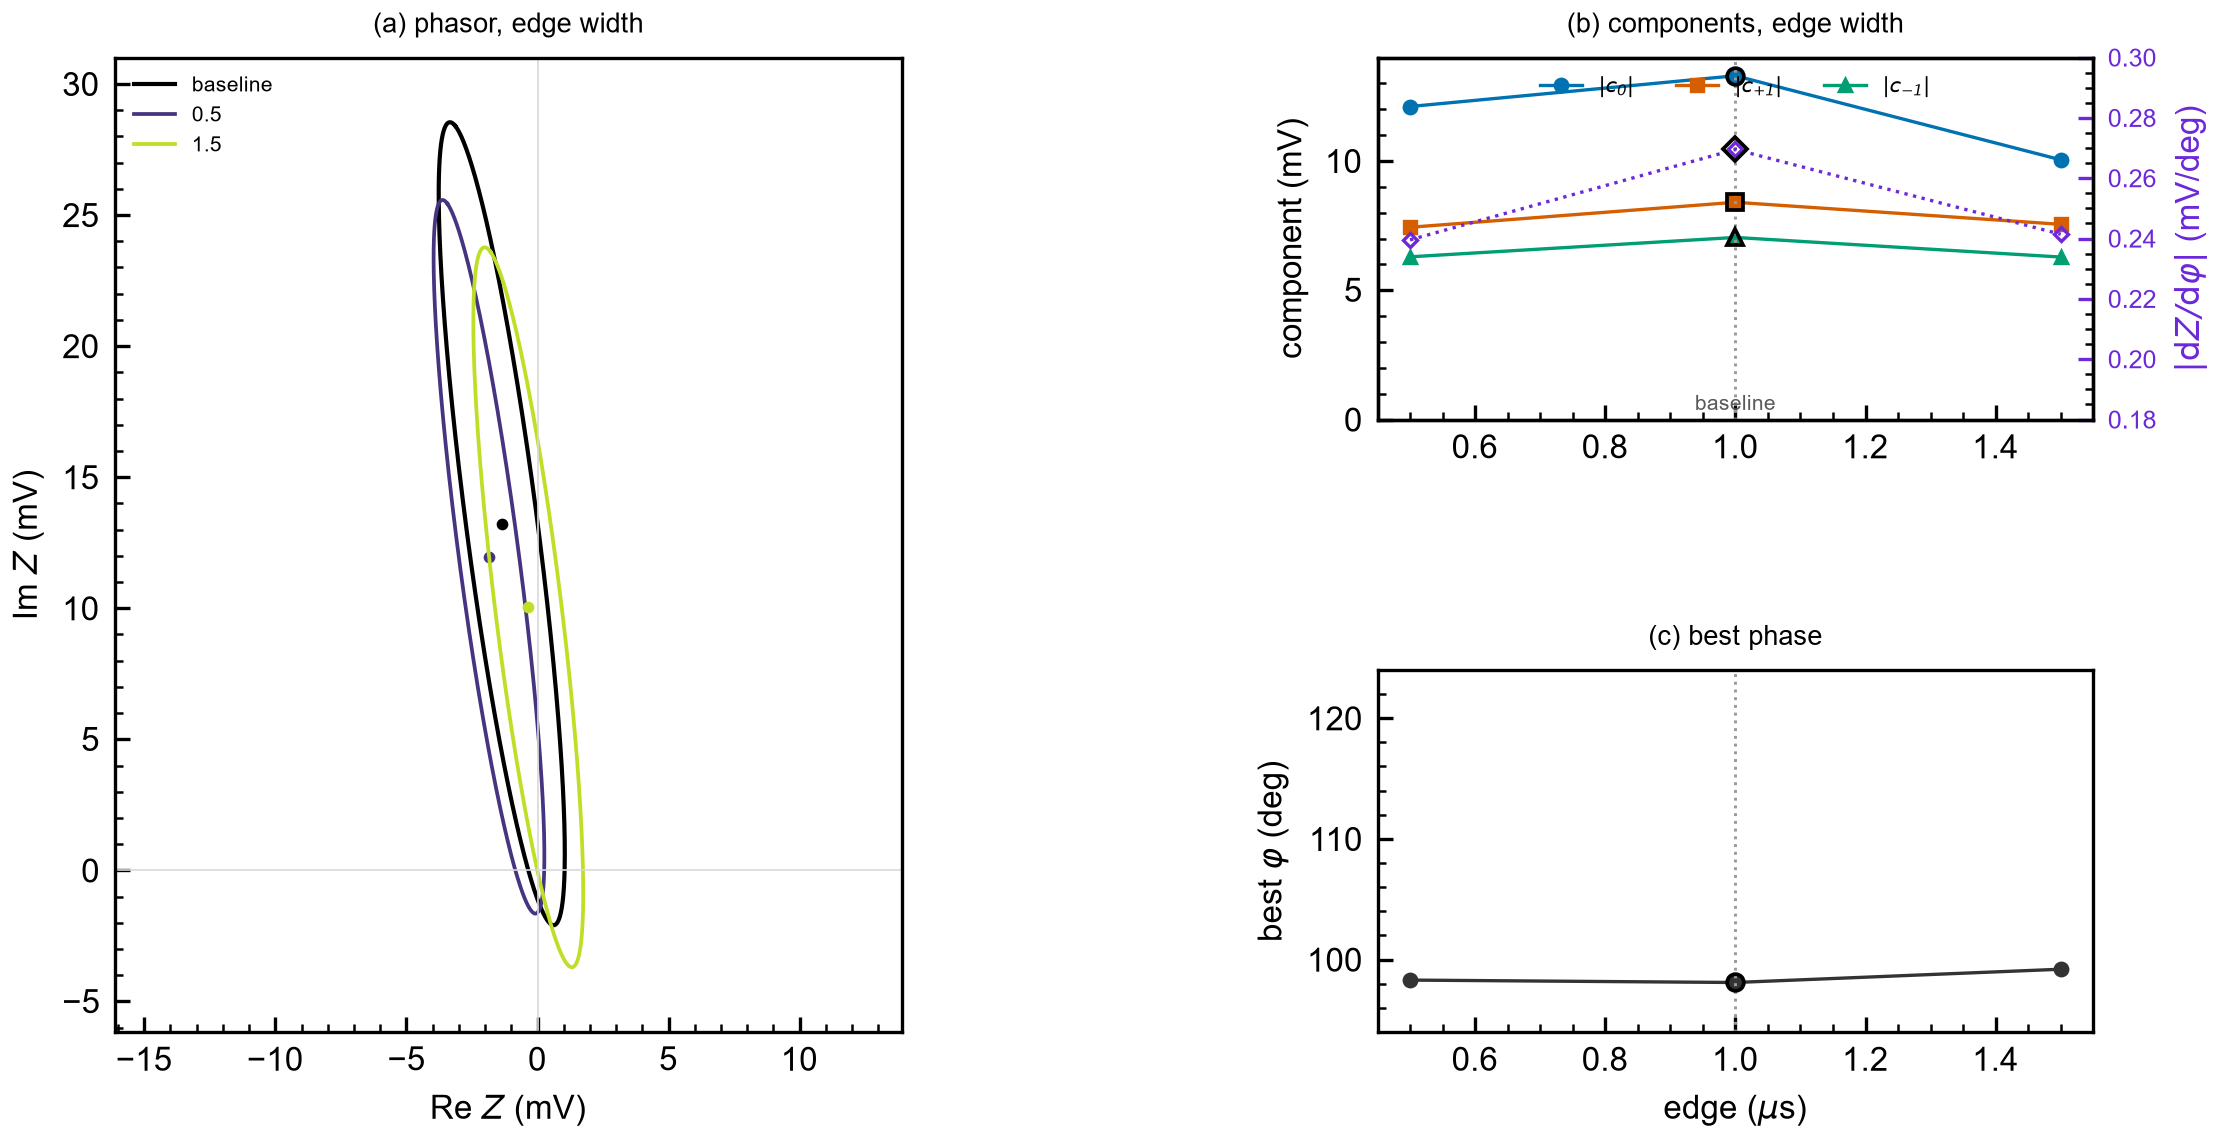 (a) phasor, edge width
baseline
0.5
1.5
30
25
20
15
10
5
0
−5
−15
−10
−5
0
5
10
Re Z (mV)
Im Z (mV)
(b) components, edge width
|c₀|
|c₊₁|
|c₋₁|
baseline
10
5
0
component (mV)
0.6
0.8
1.0
1.2
1.4
0.30
0.28
0.26
0.24
0.22
0.20
0.18
|dZ/dφ| (mV/deg)
(c) best phase
120
110
100
best φ (deg)
0.6
0.8
1.0
1.2
1.4
edge (μs)